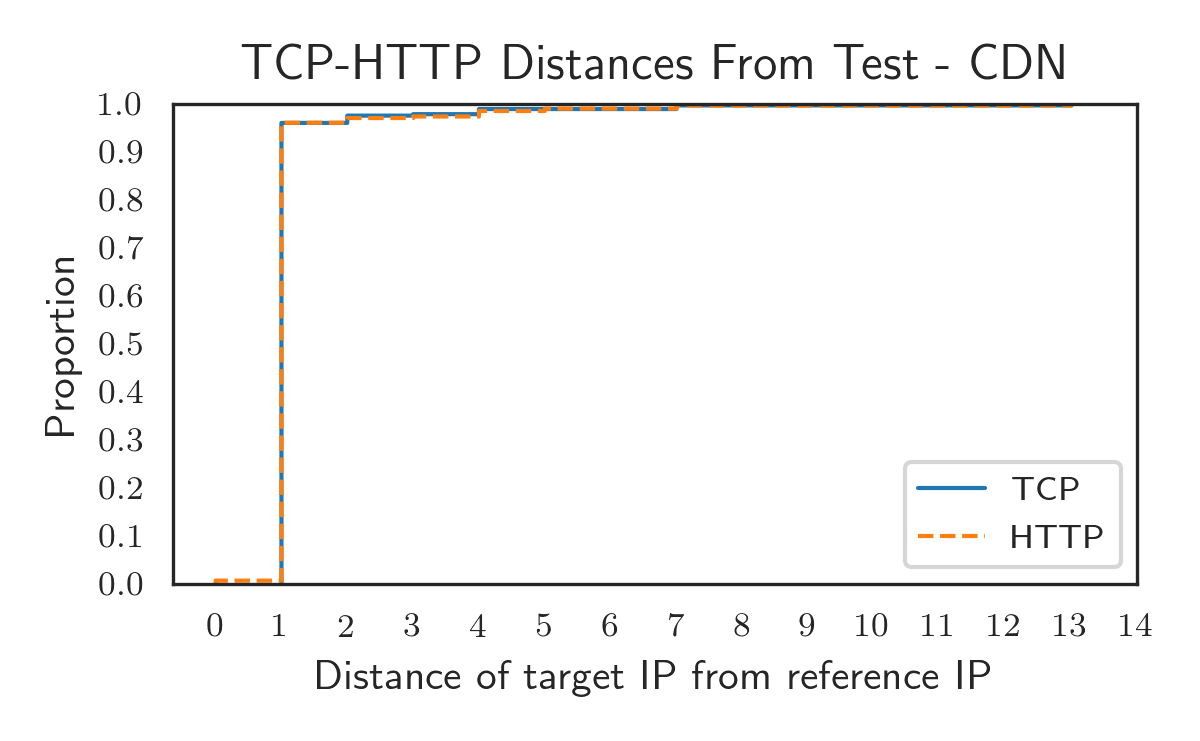 TCP-HTTP Distances From Test - CDN
1.0
0.9
0.8
0.7
0.6
0.5
0.4
0.3
0.2
0.1
0.0
Proportion
TCP
HTTP
0 1 2 3 4 5 6 7 8 9 10 11 12 13 14
Distance of target IP from reference IP